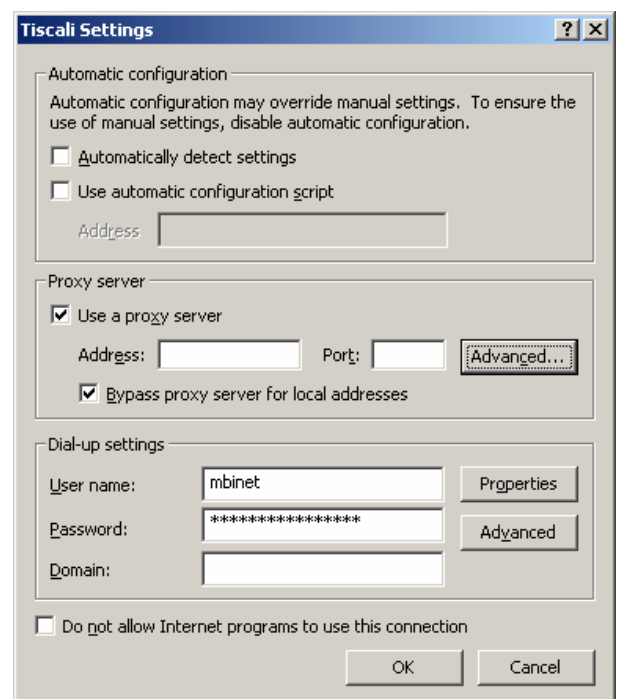 Tiscali Settings
Automatic configuration
Automatic configuration may override manual settings. To ensure the
use of manual settings, disable automatic configuration.
Automatically detect settings
Use automatic configuration script
Address
Proxy server
Use a proxy server
Address: Port: Advanced...
Bypass proxy server for local addresses
Dial-up settings
User name: mbinet Properties
Password: **************** Advanced
Domain:
Do not allow Internet programs to use this connection
OK Cancel